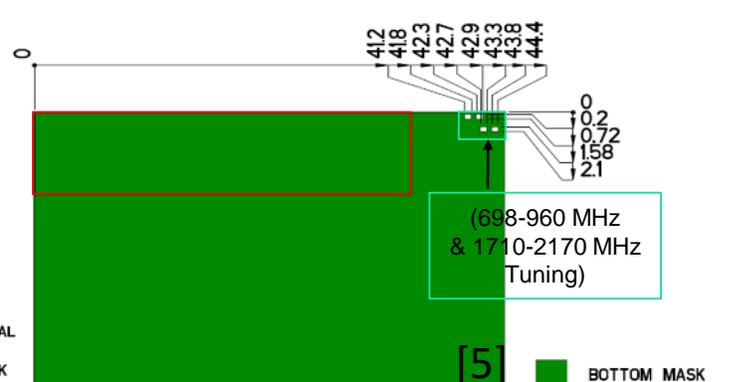 0
41.2
41.8
42.3
42.7
42.9
43.3
43.8
44.4
0
0.2
0.72
1.58
2.1
(698-960 MHz
& 1710-2170 MHz
Tuning)
AL
K
[5]
BOTTOM MASK